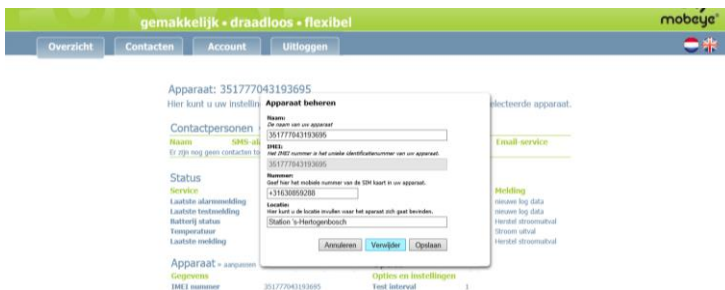 gemakkelijk • draadloos • flexibel
mobeye®
Overzicht Contacten Account Uitloggen
Apparaat: 351777043193695
Hier kunt u uw instellin electeerde apparaat.
Apparaat beheren
Naam:
De naam van uw apparaat
351777043193695
IMEI:
Het IMEI nummer is het unieke identificatienummer van uw apparaat.
351777043193695
Nummer:
Geef hier het mobiele nummer van de SIM kaart in uw apparaat.
+31630859288
Locatie:
Hier kunt u de locatie invullen waar het aparaat zich gaat bevinden.
Station 's-Hertogenbosch
Annuleren Verwijder Opslaan
Contactpersonen
Naam SMS-al Email-service
Er zijn nog geen contacten to
Status
Service Melding
Laatste alarmmelding nieuwe log data
Laatste testmelding nieuwe log data
Batterij status Herstel stroomuitval
Temperatuur Stroom uitval
Laatste melding Herstel stroomuitval
Apparaat » aanpassen
Gegevens Opties en instellingen
IMEI nummer 351777043193695 Test interval 1